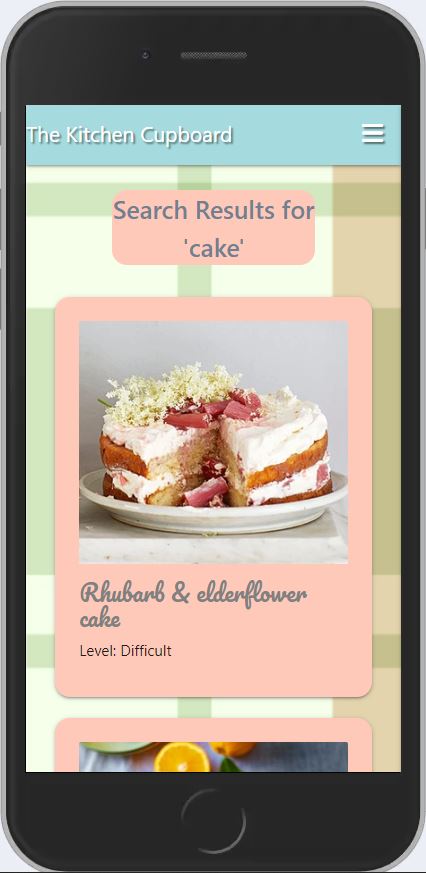 The Kitchen Cupboard
Search Results for
'cake'
Rhubarb & elderflower
cake
Level: Difficult